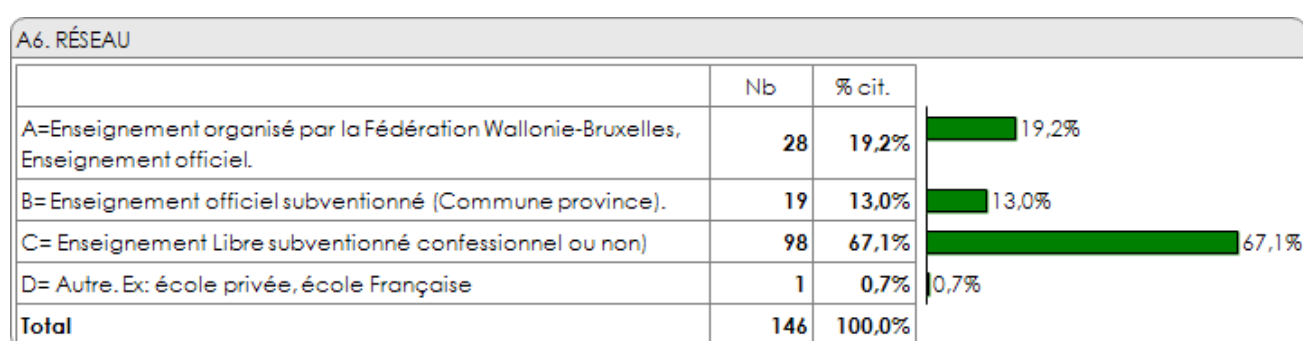 A6. RÉSEAU
Nb % cit.
A=Enseignement organisé par la Fédération Wallonie-Bruxelles,
Enseignement officiel. 28 19,2% 19,2%
B= Enseignement officiel subventionné (Commune province). 19 13,0% 13,0%
C= Enseignement Libre subventionné confessionnel ou non) 98 67,1% 67,1%
D= Autre. Ex: école privée, école Française 1 0,7% 0,7%
Total 146 100,0%